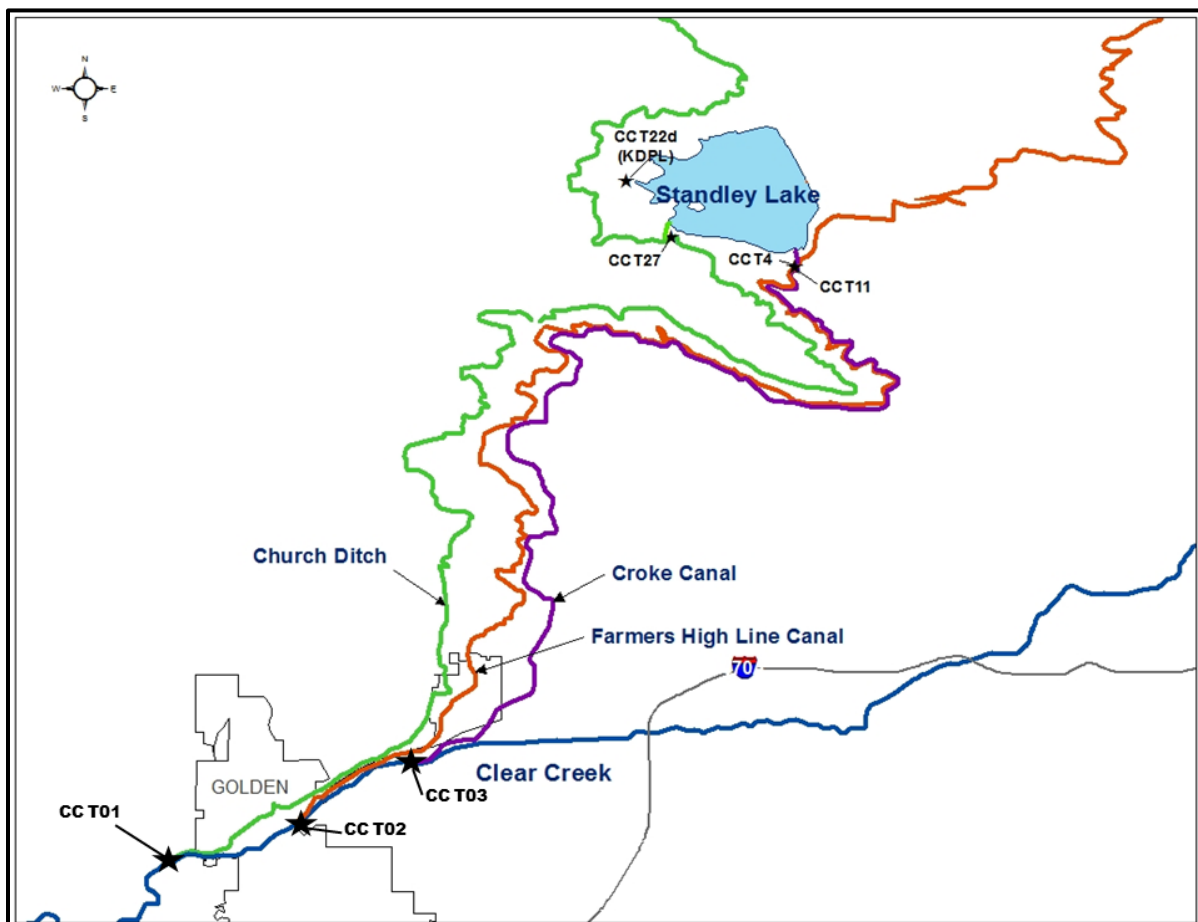 N
W E
S
CCT22d
(KDPL)
Standley Lake
CCT27
CCT4
CCT11
Church Ditch
Croke Canal
Farmers High Line Canal
70
Clear Creek
GOLDEN
CCT03
CCT01
CCT02